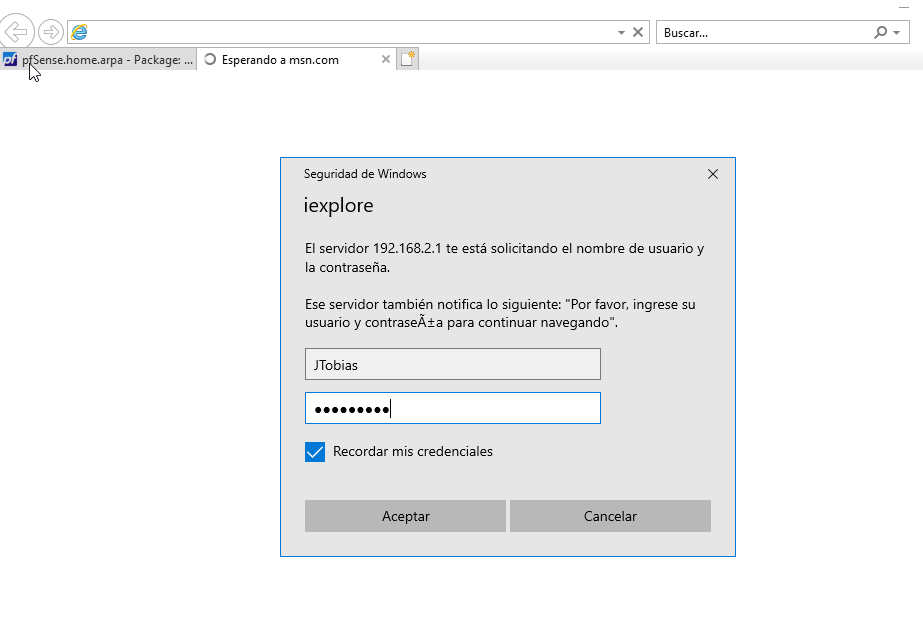 Buscar...
pfSense.home.arpa - Package: ...
Esperando a msn.com
Seguridad de Windows
iexplore
El servidor 192.168.2.1 te está solicitando el nombre de usuario y
la contraseña.
Ese servidor también notifica lo siguiente: "Por favor, ingrese su
usuario y contraseÃ±a para continuar navegando".
JTobias
●●●●●●●●●
Recordar mis credenciales
Aceptar
Cancelar